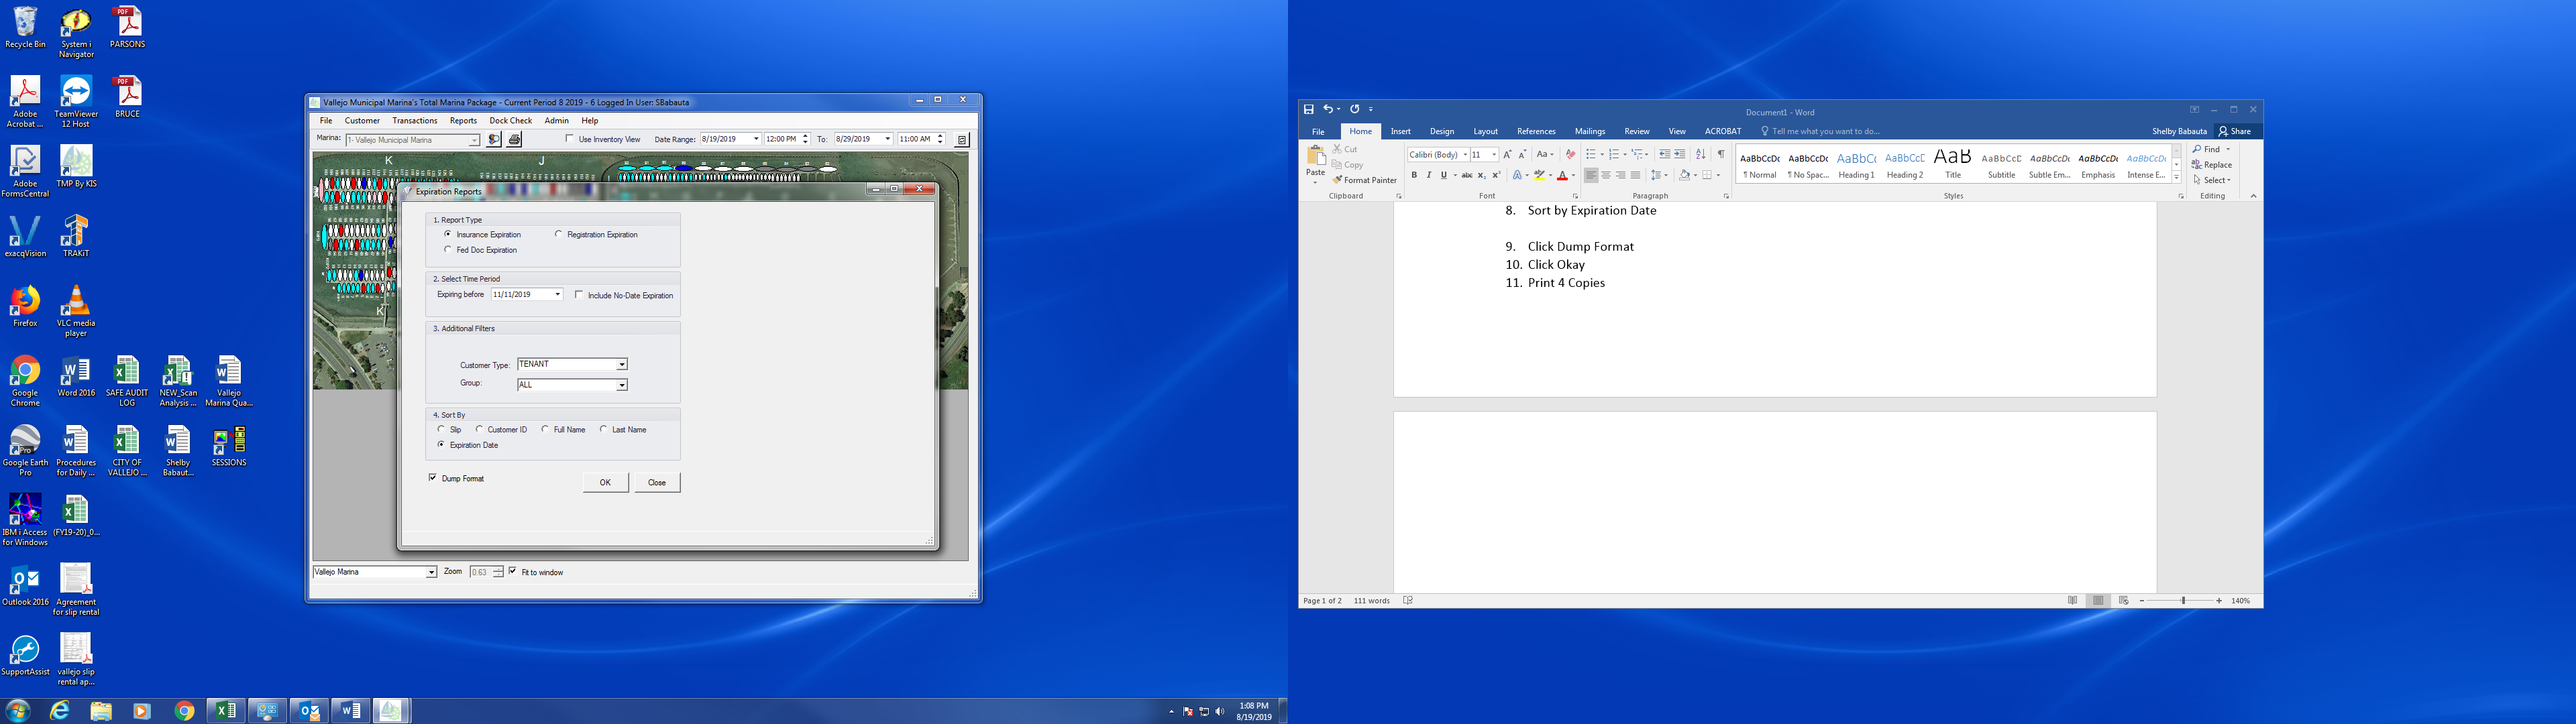 Recycle Bin
System i Navigator
PARSONS
Adobe Acrobat ...
TeamViewer 12 Host
BRUCE
Adobe FormsCentral
TMP By KIS
exacqVision
TRAKiT
Firefox
VLC media player
Google Chrome
Word 2016
SAFE AUDIT LOG
NEW_Scan Analysis ...
Vallejo Marina Qua...
Google Earth Pro
Procedures for Daily ...
CITY OF VALLEJO ...
Shelby Babaut...
SESSIONS
IBM i Access for Windows
(FY19-20)_0...
Outlook 2016
Agreement for slip rental
SupportAssist
vallejo slip rental ap...
Vallejo Municipal Marina's Total Marina Package - Current Period 8 2019 - 6 Logged In User: SBabauta
File Customer Transactions Reports Dock Check Admin Help
Marina: 1- Vallejo Municipal Marina Use Inventory View Date Range: 8/19/2019 12:00 PM To: 8/29/2019 11:00 AM
K J
K
Expiration Reports
1. Report Type
Insurance Expiration Registration Expiration
Fed Doc Expiration
2. Select Time Period
Expiring before 11/11/2019 Include No-Date Expiration
3. Additional Filters
Customer Type: TENANT
Group: ALL
4. Sort By
Slip Customer ID Full Name Last Name
Expiration Date
Dump Format OK Close
Vallejo Marina Zoom 0.63 Fit to window
1:08 PM
8/19/2019
Document1 - Word
File Home Insert Design Layout References Mailings Review View ACROBAT Tell me what you want to do... Shelby Babauta Share
Paste
Cut
Copy
Format Painter
Clipboard
Calibri (Body) 11
Font
Paragraph
AaBbCcDc AaBbCcDc AaBbCc AaBbCcD AaB AaBbCcD AaBbCcDc AaBbCcDc AaBbCcDc
¶ Normal ¶ No Spac... Heading 1 Heading 2 Title Subtitle Subtle Em... Emphasis Intense E...
Styles
Find
Replace
Select
Editing
8. Sort by Expiration Date
9. Click Dump Format
10. Click Okay
11. Print 4 Copies
Page 1 of 2 111 words 140%